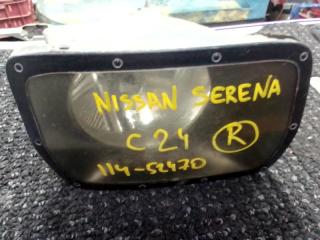 NISSAN SERENA
C24 R
114-52470